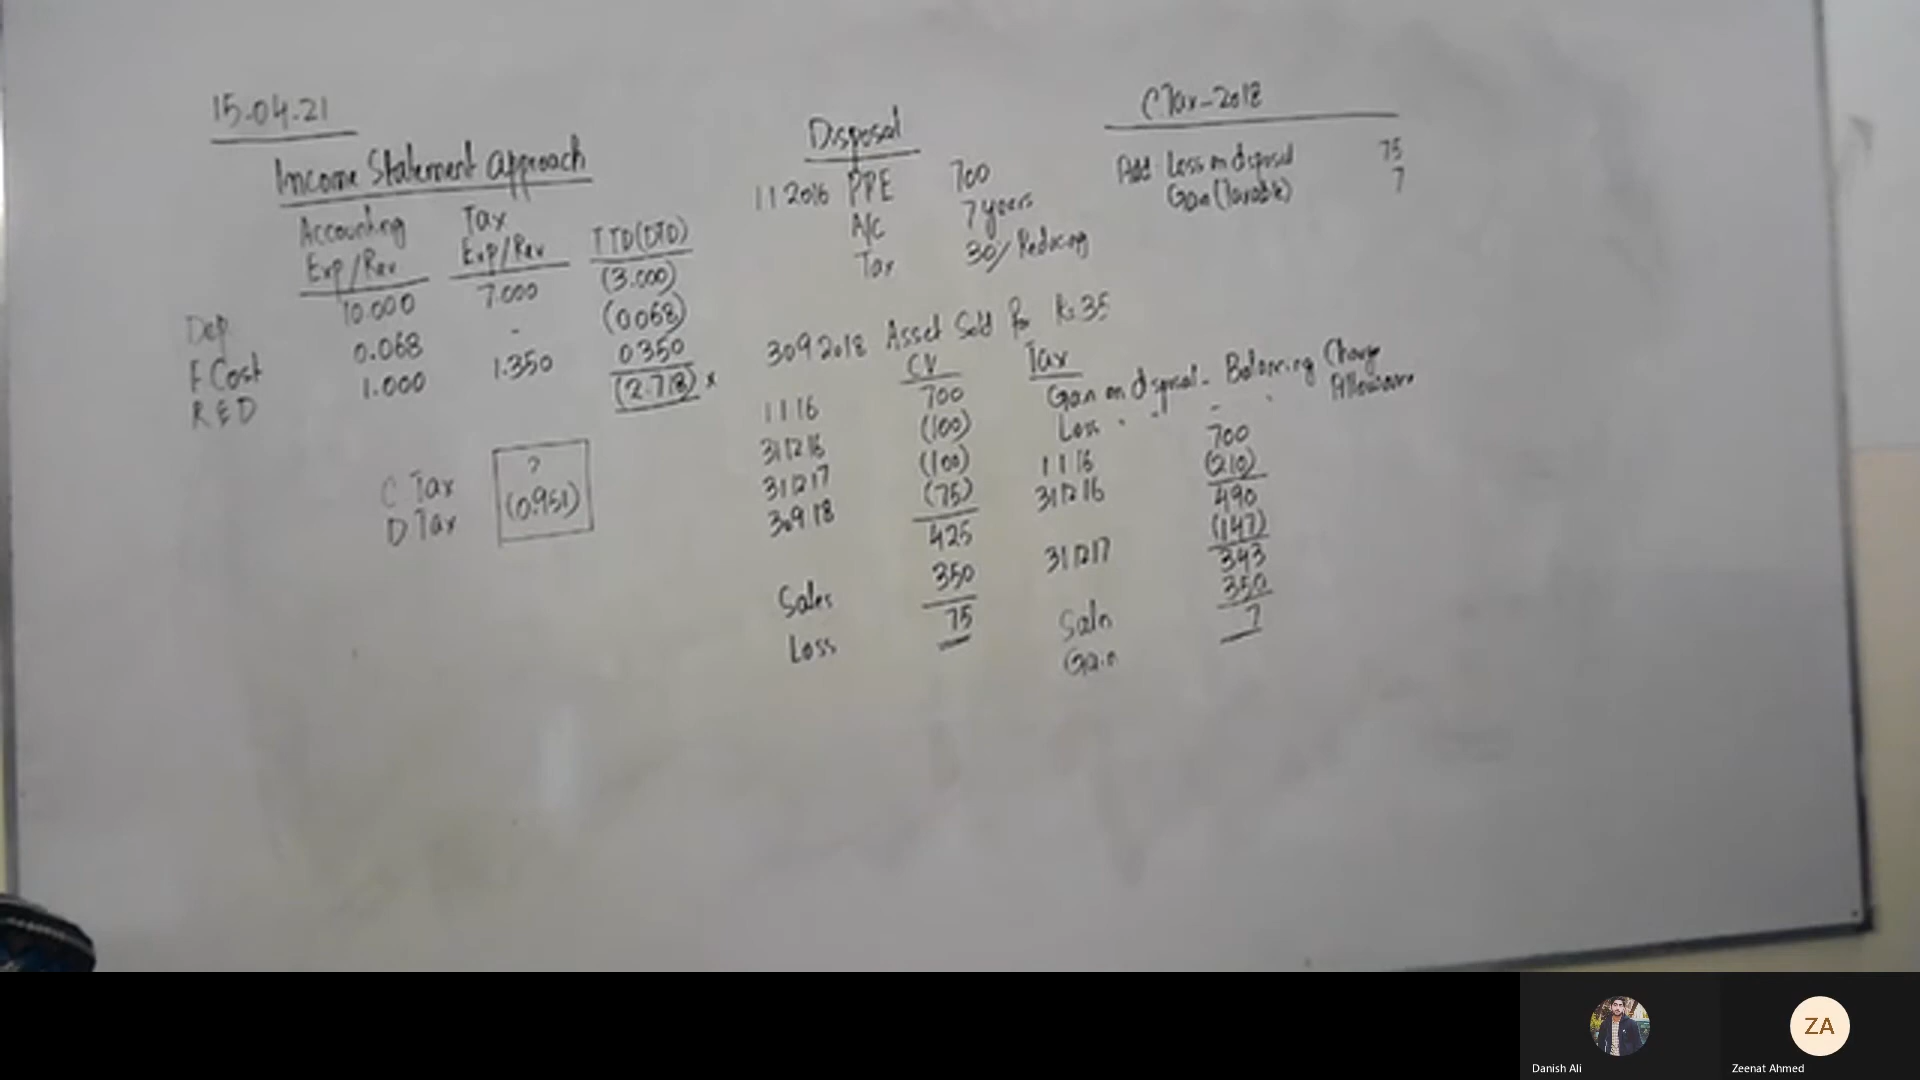 15-04-21
Income Statement Approach
Accounting Tax
Exp/Rev Exp/Rev TTD(DTD)
Dep 10.000 7.000 (3.000)
F Cost 0.068 - (0.068)
R E D 1.000 1.350 0.350
(2.718) x
C Tax ?
D Tax (0.951)
Disposal
1 1 2016 PPE 700
A/C 7 years
Tax 30/ Reducing
30 9 2018 Asset Sold for Rs 35
CV
1 1 16 700
31 12 16 (100)
31 12 17 (100)
30 9 18 (75)
425
Sales 350
Loss 75
Tax
Gain on disposal - Balancing Charge
Loss " " - " Allowance
1 1 16 700
31 12 16 (210)
490
31 12 17 (147)
343
Sale 350
Gain 7
C Tax - 2018
Add Loss on disposal 75
Gain (Taxable) 7
ZA
Danish Ali
Zeenat Ahmed